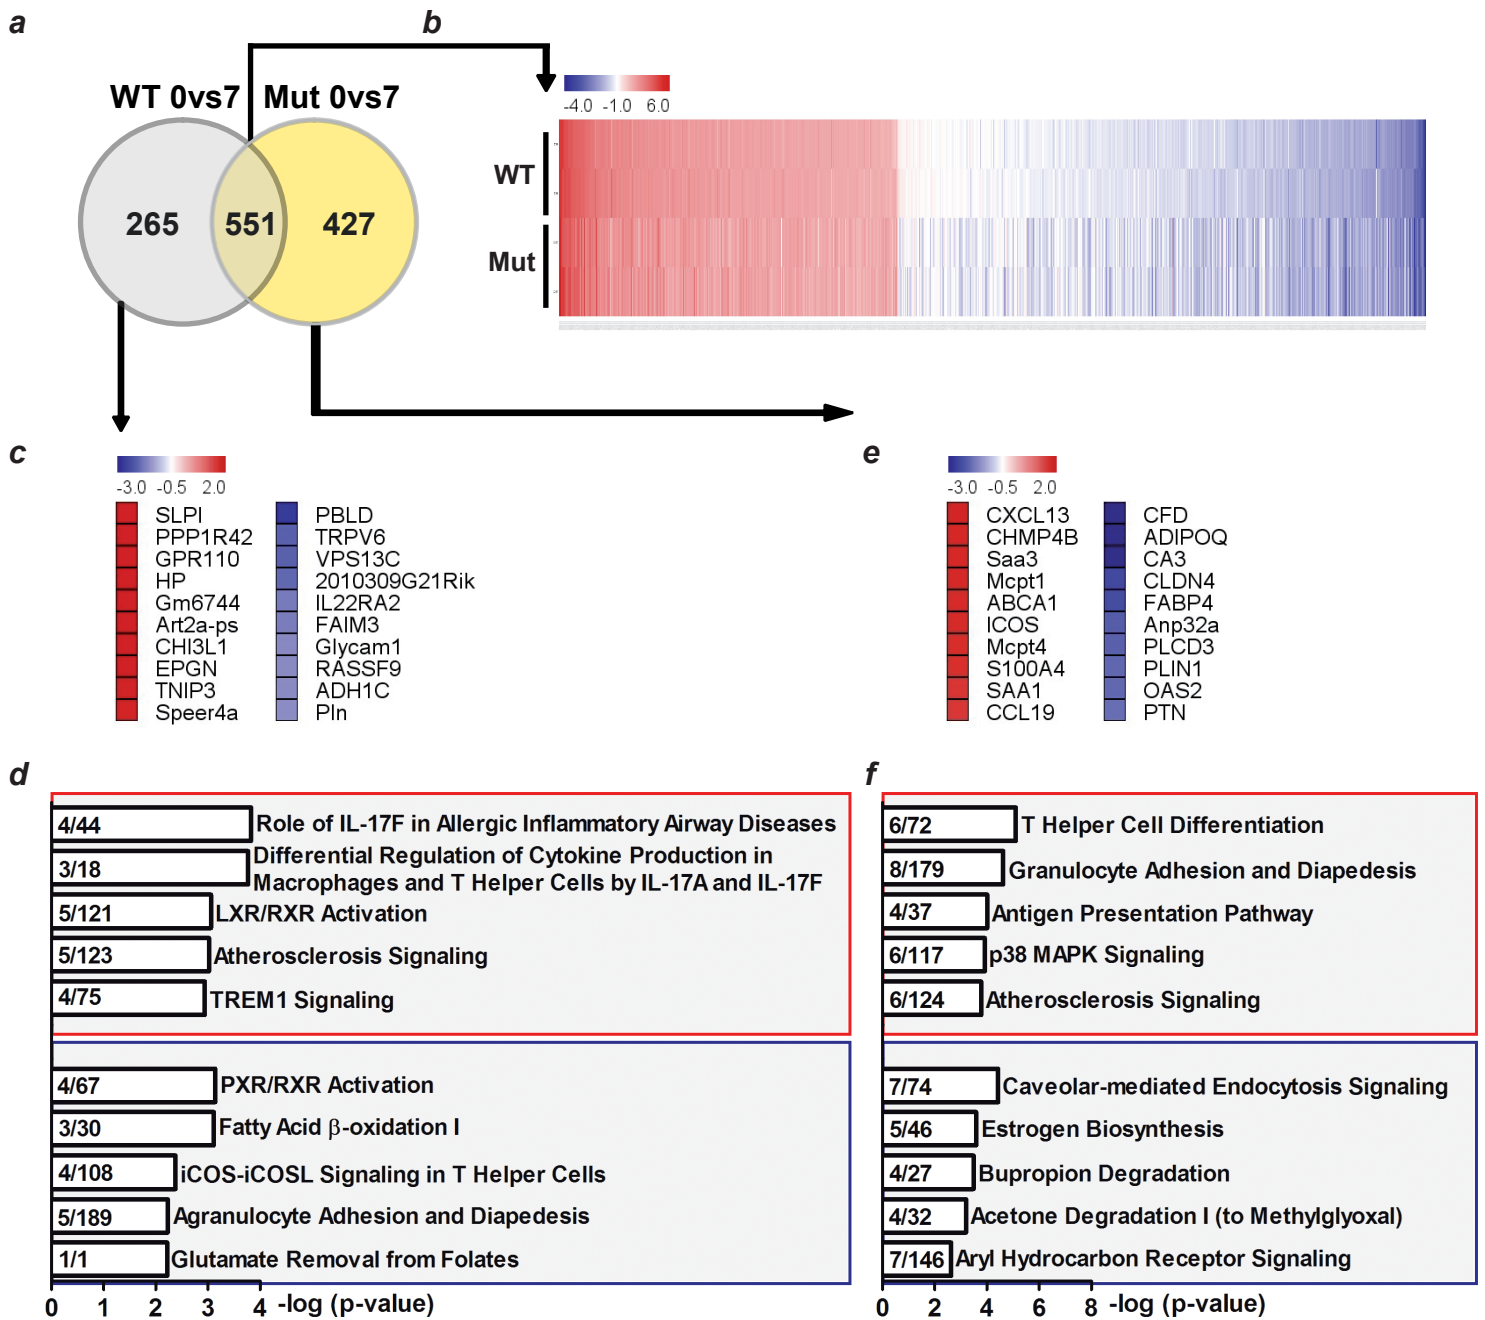 a
b
WT 0vs7 Mut 0vs7
265 551 427
-4.0 -1.0 6.0
WT
Mut
c
-3.0 -0.5 2.0
SLPI PBLD
PPP1R42 TRPV6
GPR110 VPS13C
HP 2010309G21Rik
Gm6744 IL22RA2
Art2a-ps FAIM3
CHI3L1 Glycam1
EPGN RASSF9
TNIP3 ADH1C
Speer4a Pln
e
-3.0 -0.5 2.0
CXCL13 CFD
CHMP4B ADIPOQ
Saa3 CA3
Mcpt1 CLDN4
ABCA1 FABP4
ICOS Anp32a
Mcpt4 PLCD3
S100A4 PLIN1
SAA1 OAS2
CCL19 PTN
d
4/44 Role of IL-17F in Allergic Inflammatory Airway Diseases
3/18 Differential Regulation of Cytokine Production in
Macrophages and T Helper Cells by IL-17A and IL-17F
5/121 LXR/RXR Activation
5/123 Atherosclerosis Signaling
4/75 TREM1 Signaling
4/67 PXR/RXR Activation
3/30 Fatty Acid β-oxidation I
4/108 iCOS-iCOSL Signaling in T Helper Cells
5/189 Agranulocyte Adhesion and Diapedesis
1/1 Glutamate Removal from Folates
0 1 2 3 4 -log (p-value)
f
6/72 T Helper Cell Differentiation
8/179 Granulocyte Adhesion and Diapedesis
4/37 Antigen Presentation Pathway
6/117 p38 MAPK Signaling
6/124 Atherosclerosis Signaling
7/74 Caveolar-mediated Endocytosis Signaling
5/46 Estrogen Biosynthesis
4/27 Bupropion Degradation
4/32 Acetone Degradation I (to Methylglyoxal)
7/146 Aryl Hydrocarbon Receptor Signaling
0 2 4 6 8 -log (p-value)